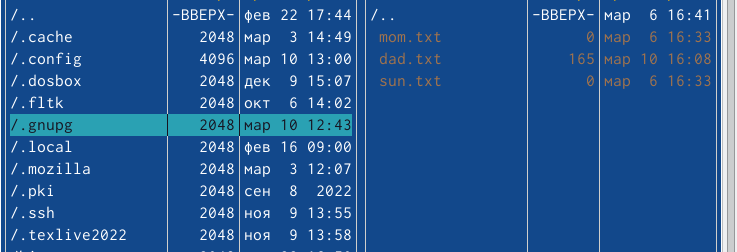 /.. -ВВЕРХ- фев 22 17:44
/.cache 2048 мар 3 14:49
/.config 4096 мар 10 13:00
/.dosbox 2048 дек 9 15:07
/.fltk 2048 окт 6 14:02
/.gnupg 2048 мар 10 12:43
/.local 2048 фев 16 09:00
/.mozilla 2048 мар 3 12:07
/.pki 2048 сен 8 2022
/.ssh 2048 ноя 9 13:55
/.texlive2022 2048 ноя 9 13:58
/.. -ВВЕРХ- мар 6 16:41
mom.txt 0 мар 6 16:33
dad.txt 165 мар 10 16:08
sun.txt 0 мар 6 16:33